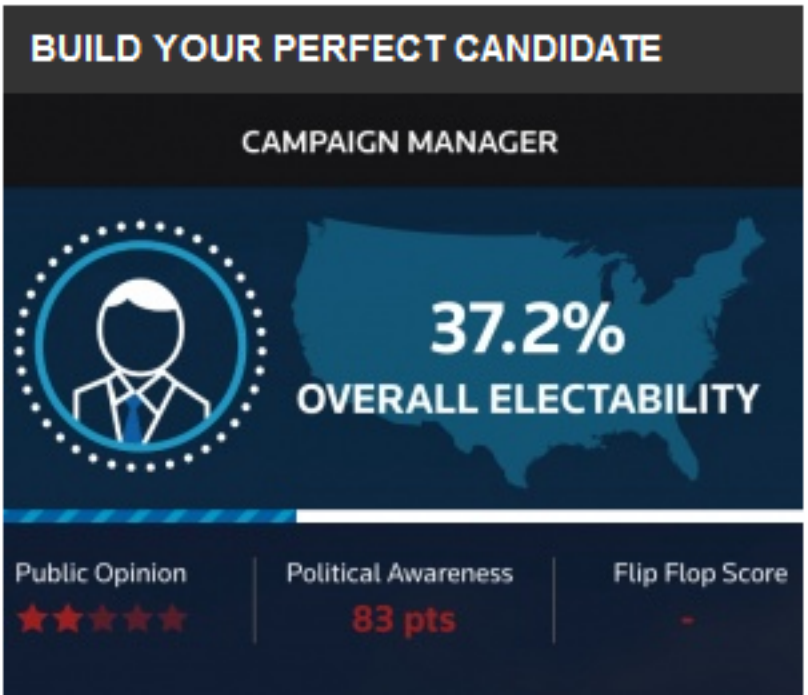 BUILD YOUR PERFECT CANDIDATE
CAMPAIGN MANAGER
37.2%
OVERALL ELECTABILITY
Public Opinion
Political Awareness
83 pts
Flip Flop Score
-